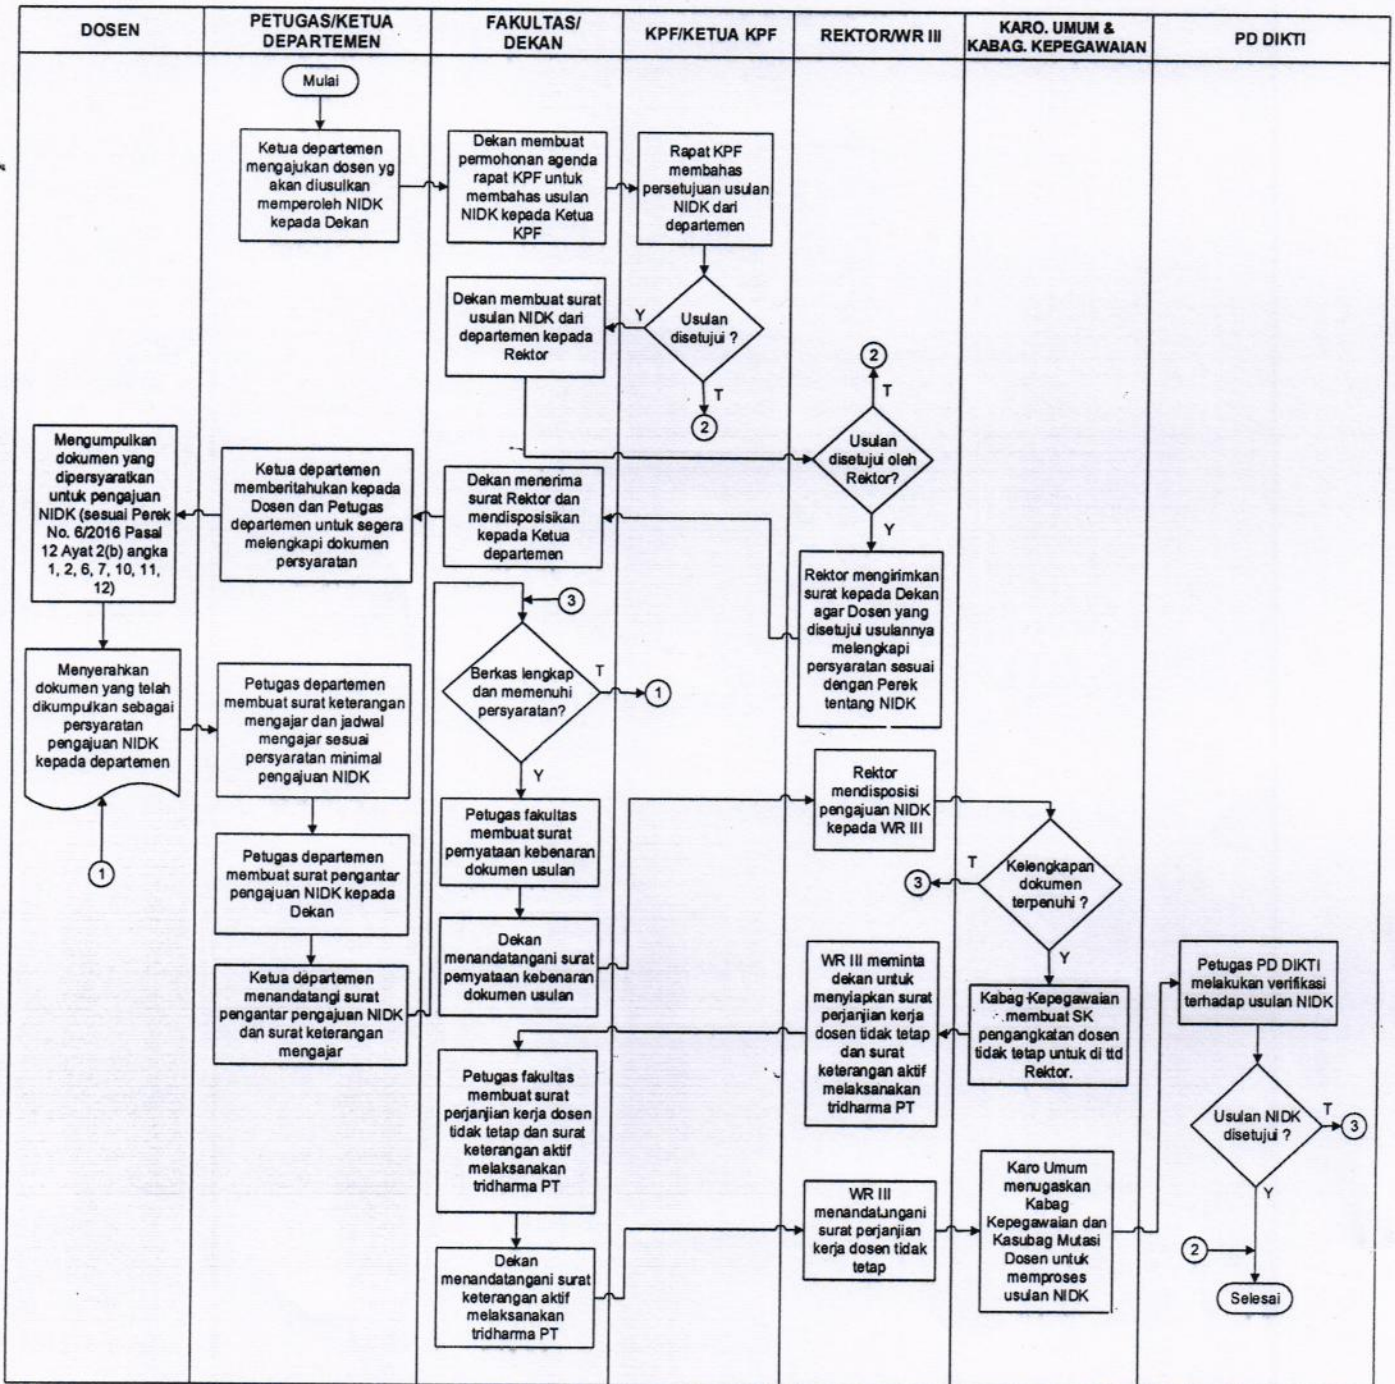 DOSEN
PETUGAS/KETUA
DEPARTEMEN
FAKULTAS/
DEKAN
KPF/KETUA KPF
REKTOR/WR III
KARO. UMUM &
KABAG. KEPEGAWAIAN
PD DIKTI
Mulai
Ketua departemen
mengajukan dosen yg
akan diusulkan
memperoleh NIDK
kepada Dekan
Dekan membuat
permohonan agenda
rapat KPF untuk
membahas usulan
NIDK kepada Ketua
KPF
Rapat KPF
membahas
persetujuan usulan
NIDK dari
departemen
Dekan membuat surat
usulan NIDK dari
departemen kepada
Rektor
Y
Usulan
disetujui ?
T
2
2
T
Usulan
disetujui oleh
Rektor?
Y
Mengumpulkan
dokumen yang
dipersyaratkan
untuk pengajuan
NIDK (sesuai Perek
No. 6/2016 Pasal
12 Ayat 2(b) angka
1, 2, 6, 7, 10, 11,
12)
Ketua departemen
memberitahukan kepada
Dosen dan Petugas
departemen untuk segera
melengkapi dokumen
persyaratan
Dekan menerima
surat Rektor dan
mendisposisikan
kepada Ketua
departemen
Rektor mengirimkan
surat kepada Dekan
agar Dosen yang
disetujui usulannya
melengkapi
persyaratan sesuai
dengan Perek
tentang NIDK
3
Menyerahkan
dokumen yang telah
dikumpulkan sebagai
persyaratan
pengajuan NIDK
kepada departemen
1
Petugas departemen
membuat surat keterangan
mengajar dan jadwal
mengajar sesuai
persyaratan minimal
pengajuan NIDK
Berkas lengkap
dan memenuhi
persyaratan?
T
1
Y
Petugas departemen
membuat surat pengantar
pengajuan NIDK kepada
Dekan
Petugas fakultas
membuat surat
pernyataan kebenaran
dokumen usulan
Rektor
mendisposisi
pengajuan NIDK
kepada WR III
T
3
Kelengkapan
dokumen
terpenuhi ?
Y
Ketua departemen
menandatangi surat
pengantar pengajuan NIDK
dan surat keterangan
mengajar
Dekan
menandatangani surat
pernyataan kebenaran
dokumen usulan
WR III meminta
dekan untuk
menyiapkan surat
perjanjian kerja
dosen tidak tetap
dan surat
keterangan aktif
melaksanakan
tridharma PT
Kabag Kepegawaian
membuat SK
pengangkatan dosen
tidak tetap untuk di ttd
Rektor.
Petugas PD DIKTI
melakukan verifikasi
terhadap usulan NIDK
Petugas fakultas
membuat surat
perjanjian kerja dosen
tidak tetap dan surat
keterangan aktif
melaksanakan
tridharma PT
Usulan NIDK
disetujui ?
T
3
Y
Dekan
menandatangani surat
keterangan aktif
melaksanakan
tridharma PT
WR III
menandatangani
surat perjanjian
kerja dosen tidak
tetap
Karo Umum
menugaskan
Kabag
Kepegawaian dan
Kasubag Mutasi
Dosen untuk
memproses
usulan NIDK
2
Selesai